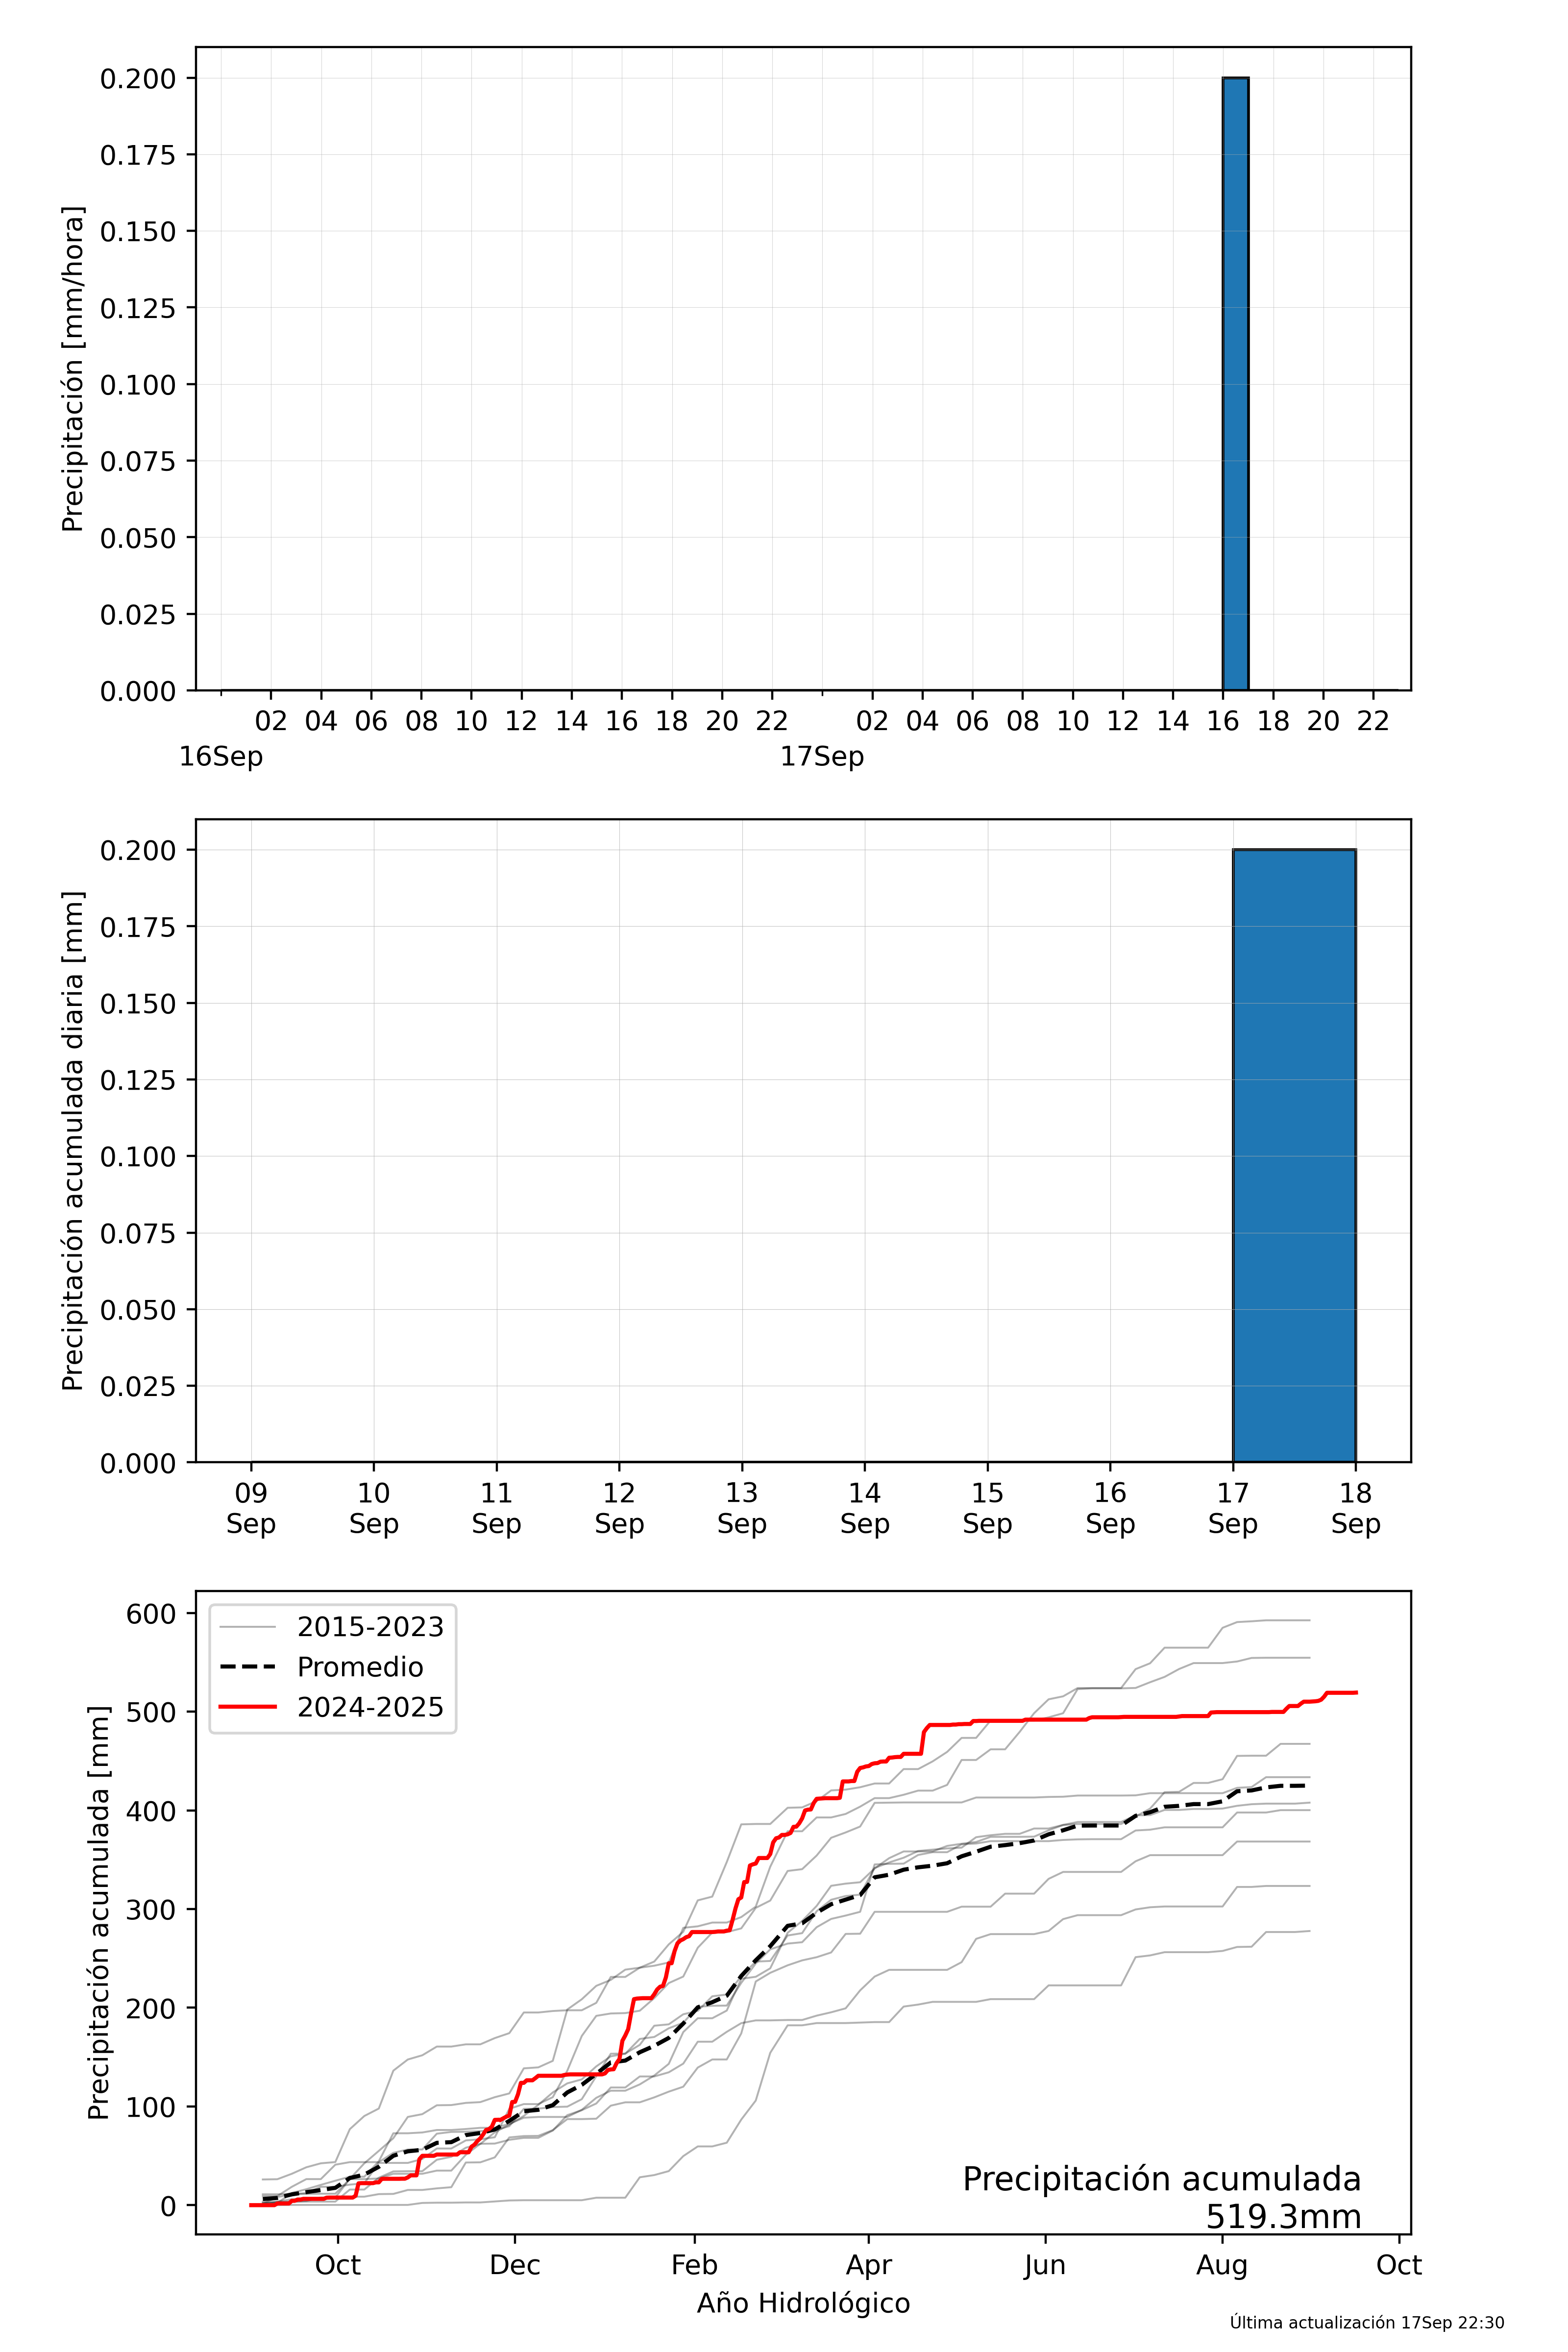 0.200
0.175
0.150
0.125
0.100
0.075
0.050
0.025
0.000
Precipitación [mm/hora]
02 04 06 08 10 12 14 16 18 20 22 02 04 06 08 10 12 14 16 18 20 22
16Sep 17Sep
0.200
0.175
0.150
0.125
0.100
0.075
0.050
0.025
0.000
Precipitación acumulada diaria [mm]
09 10 11 12 13 14 15 16 17 18
Sep Sep Sep Sep Sep Sep Sep Sep Sep Sep
600
500
400
300
200
100
0
Precipitación acumulada [mm]
2015-2023
Promedio
2024-2025
Precipitación acumulada
519.3mm
Oct Dec Feb Apr Jun Aug Oct
Año Hidrológico
Última actualización 17Sep 22:30